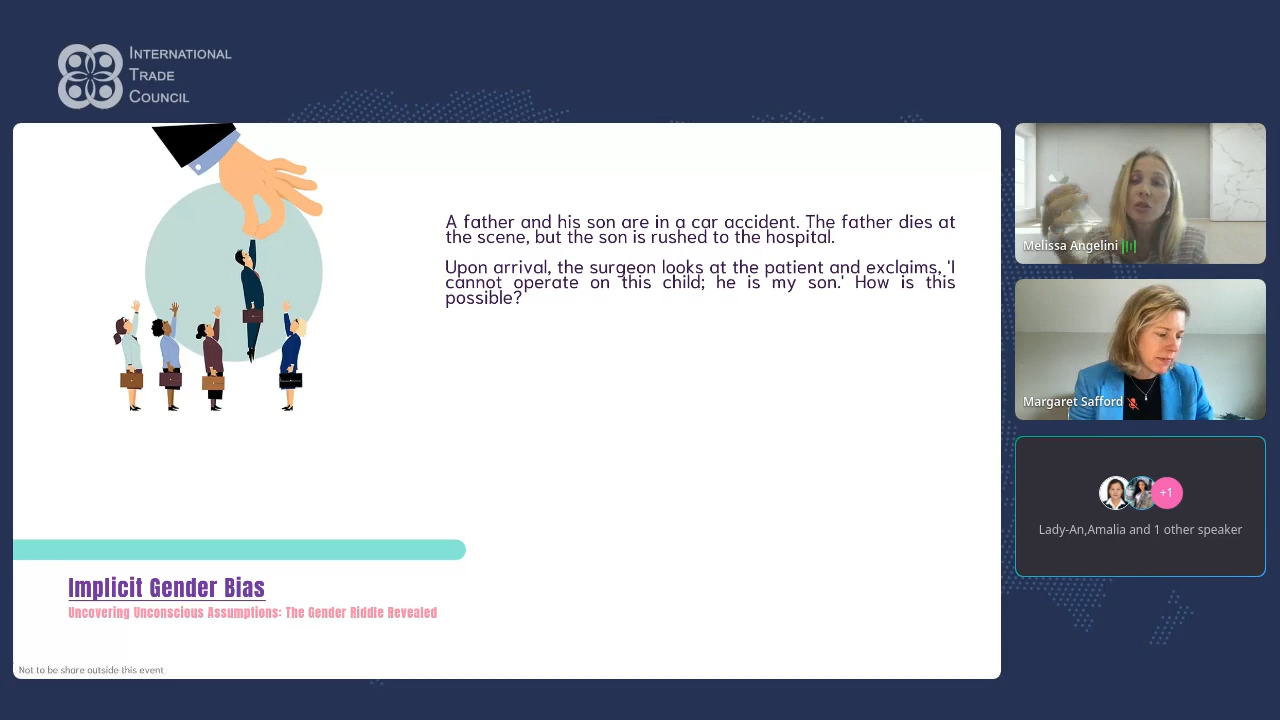 INTERNATIONAL
TRADE
COUNCIL
A father and his son are in a car accident. The father dies at
the scene, but the son is rushed to the hospital.
Upon arrival, the surgeon looks at the patient and exclaims, 'I
cannot operate on this child; he is my son.' How is this
possible?
Implicit Gender Bias
Uncovering Unconscious Assumptions: The Gender Riddle Revealed
Not to be share outside this event
Melissa Angelini
Margaret Safford
+1
Lady-An,Amalia and 1 other speaker